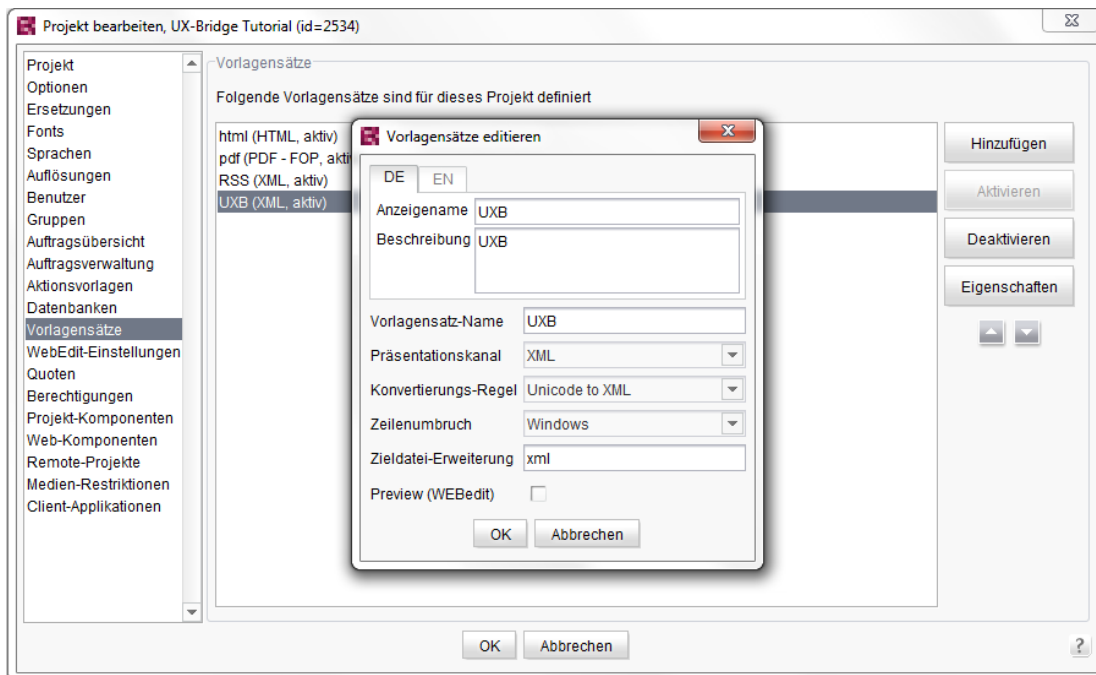 Projekt bearbeiten, UX-Bridge Tutorial (id=2534)
Projekt
Optionen
Ersetzungen
Fonts
Sprachen
Auflösungen
Benutzer
Gruppen
Auftragsübersicht
Auftragsverwaltung
Aktionsvorlagen
Datenbanken
Vorlagensätze
WebEdit-Einstellungen
Quoten
Berechtigungen
Projekt-Komponenten
Web-Komponenten
Remote-Projekte
Medien-Restriktionen
Client-Applikationen
Vorlagensätze
Folgende Vorlagensätze sind für dieses Projekt definiert
html (HTML, aktiv)
pdf (PDF - FOP, akti
RSS (XML, aktiv)
UXB (XML, aktiv)
Vorlagensätze editieren
DE EN
Anzeigename UXB
Beschreibung UXB
Vorlagensatz-Name UXB
Präsentationskanal XML
Konvertierungs-Regel Unicode to XML
Zeilenumbruch Windows
Zieldatei-Erweiterung xml
Preview (WEBedit)
OK Abbrechen
Hinzufügen
Aktivieren
Deaktivieren
Eigenschaften
OK Abbrechen
?